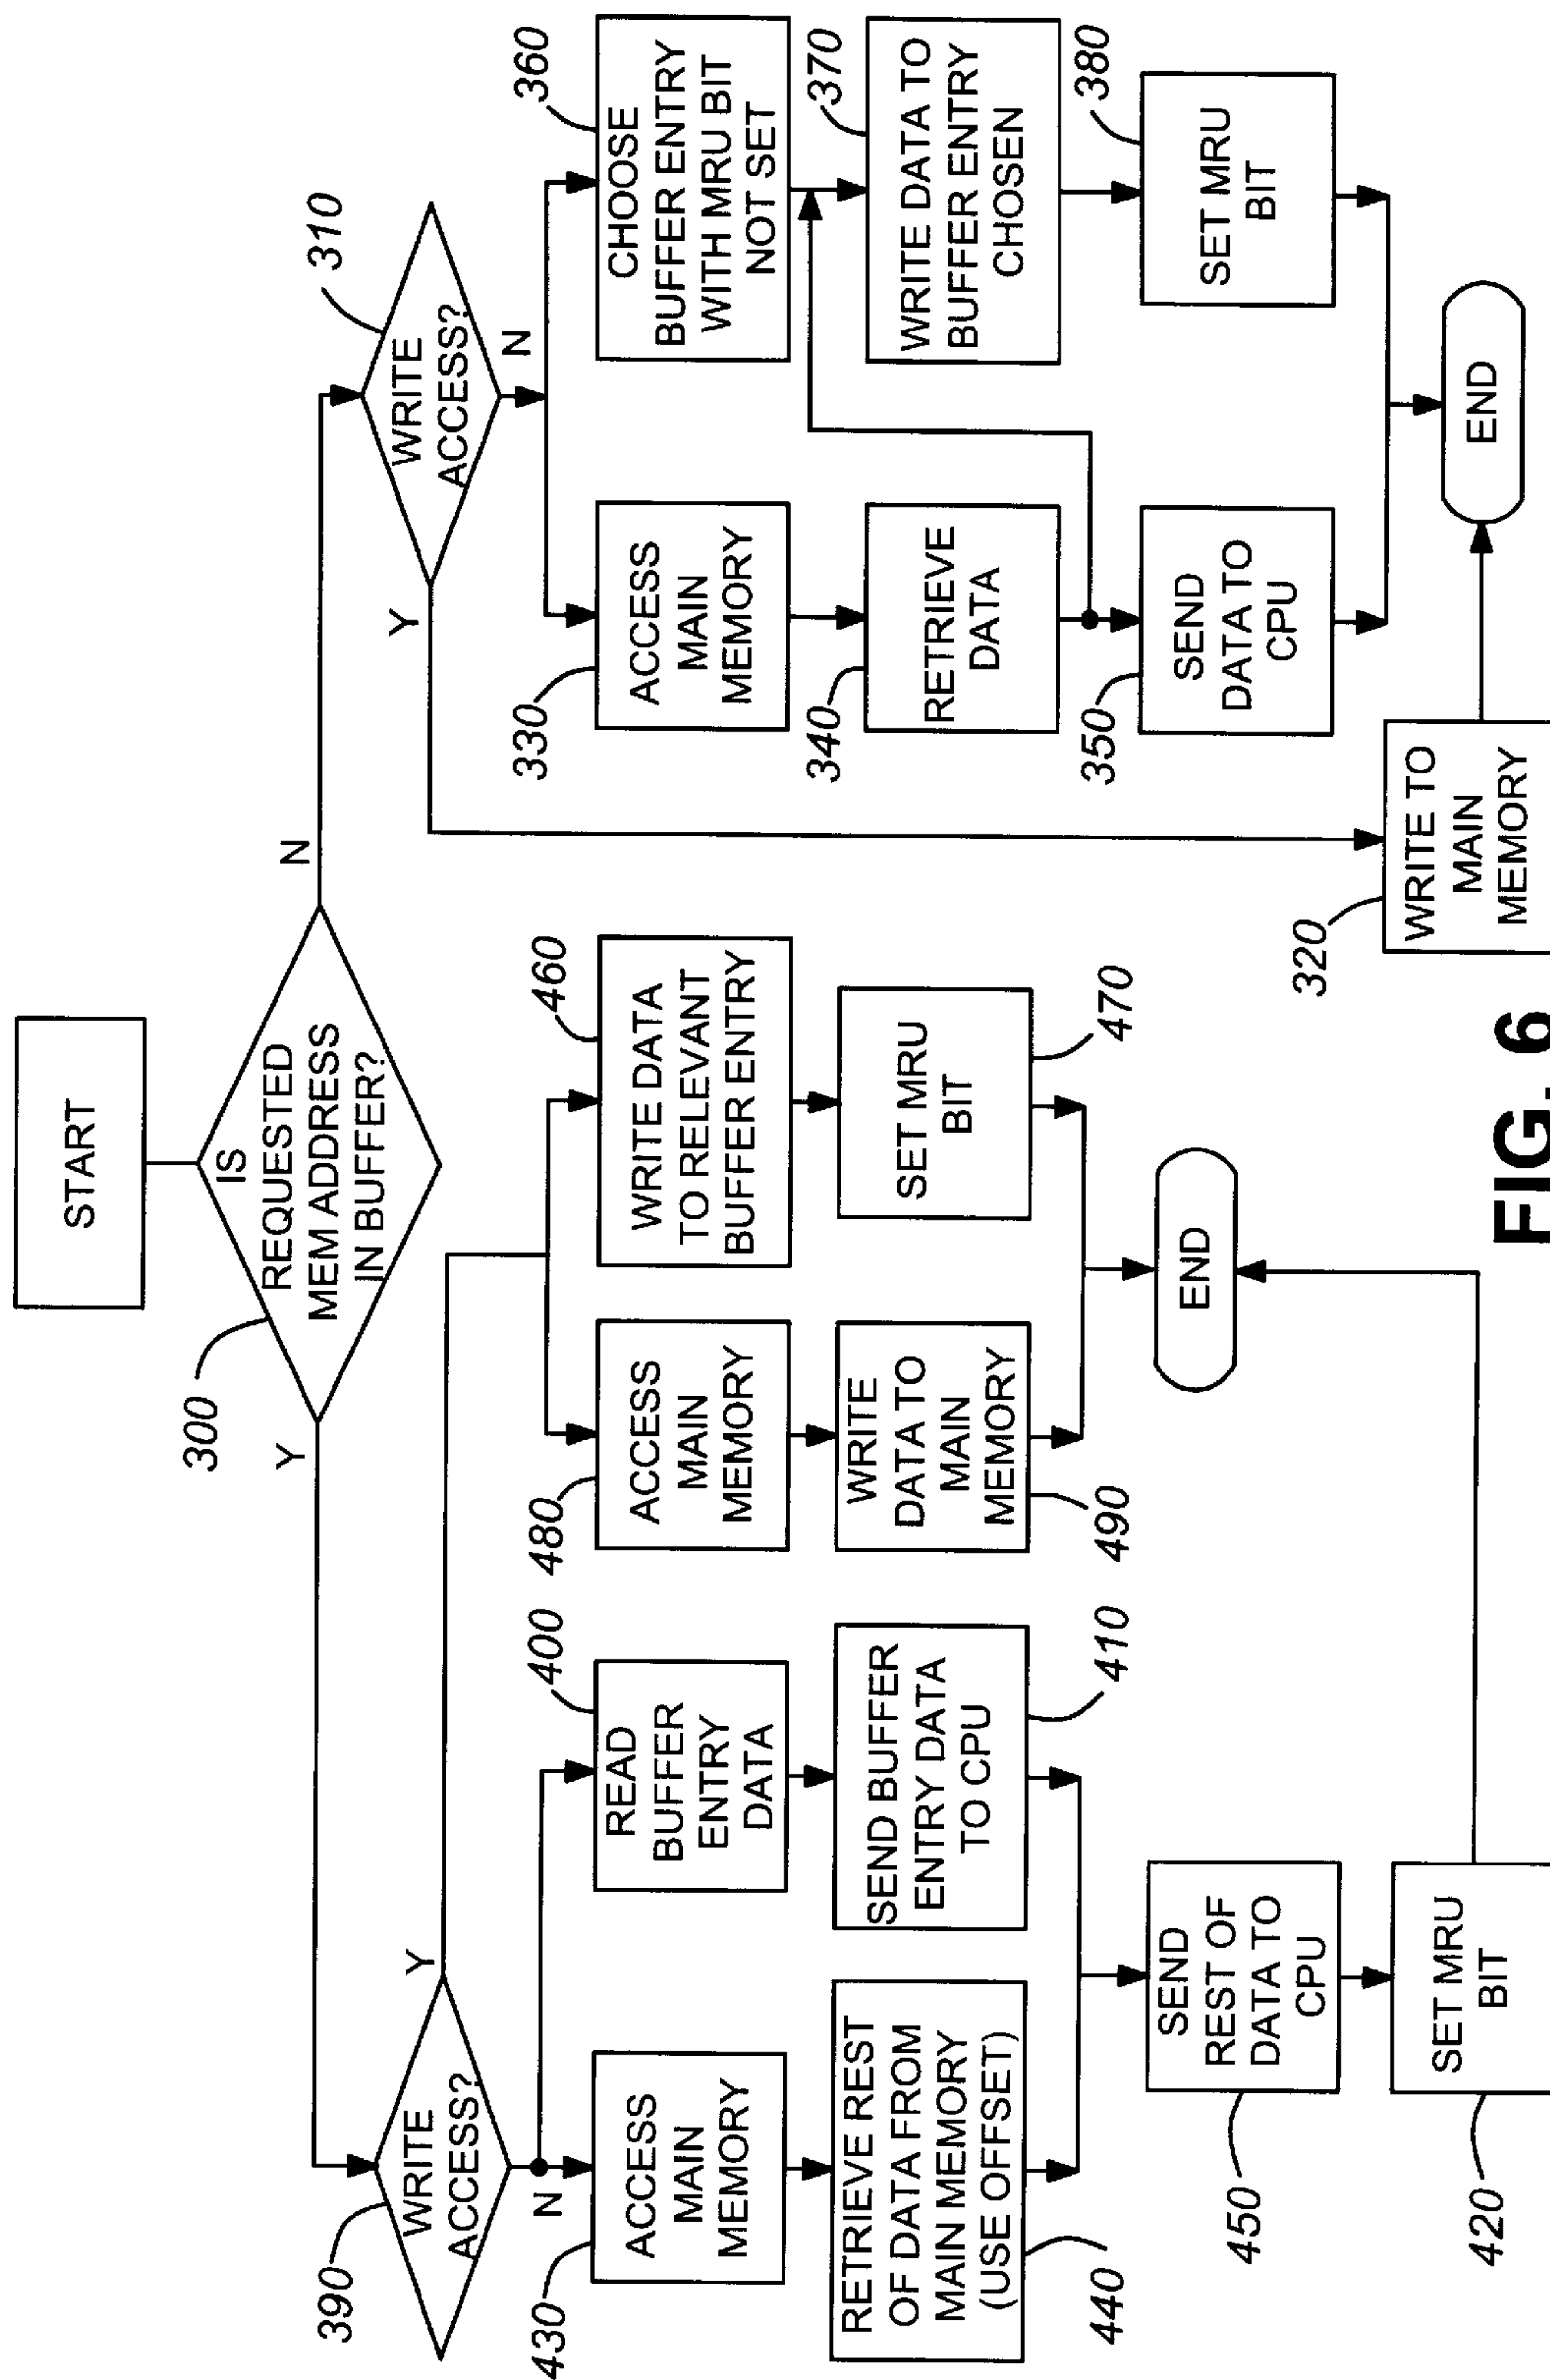 START
IS
REQUESTED
MEM ADDRESS
IN BUFFER?
300
Y
N
390
WRITE
ACCESS?
Y
N
430
ACCESS
MAIN
MEMORY
400
READ
BUFFER
ENTRY
DATA
RETRIEVE REST
OF DATA FROM
MAIN MEMORY
(USE OFFSET)
440
SEND BUFFER
ENTRY DATA
TO CPU
410
SEND
REST OF
DATA TO
CPU
450
SET MRU
BIT
420
480
ACCESS
MAIN
MEMORY
460
WRITE DATA
TO RELEVANT
BUFFER ENTRY
WRITE
DATA TO
MAIN
MEMORY
490
SET MRU
BIT
470
END
310
WRITE
ACCESS?
Y
N
330
ACCESS
MAIN
MEMORY
360
CHOOSE
BUFFER ENTRY
WITH MRU BIT
NOT SET
340
RETRIEVE
DATA
370
WRITE DATA TO
BUFFER ENTRY
CHOSEN
350
SEND
DATA TO
CPU
380
SET MRU
BIT
320
WRITE TO
MAIN
MEMORY
END
FIG. 6